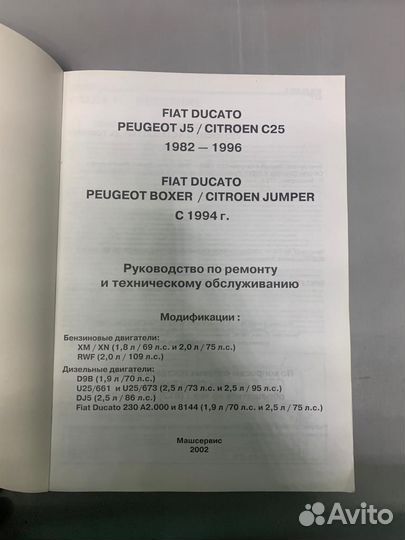 FIAT DUCATO
PEUGEOT J5 / CITROEN C25
1982 — 1996
FIAT DUCATO
PEUGEOT BOXER / CITROEN JUMPER
С 1994 г.
Руководство по ремонту
и техническому обслуживанию
Модификации :
Бензиновые двигатели:
XM / XN (1,8 л / 69 л.с. и 2,0 л / 75 л.с.)
RWF (2,0 л / 109 л.с.)
Дизельные двигатели:
D9B (1,9 л /70 л.с.)
U25/661 и U25/673 (2,5 л /73 л.с. и 2,5 л / 95 л.с.)
DJ5 (2,5 л / 86 л.с.)
Fiat Ducato 230 A2.000 и 8144 (1,9 л /70 л.с. и 2,5 л / 75 л.с.)
Машсервис
2002
Avito